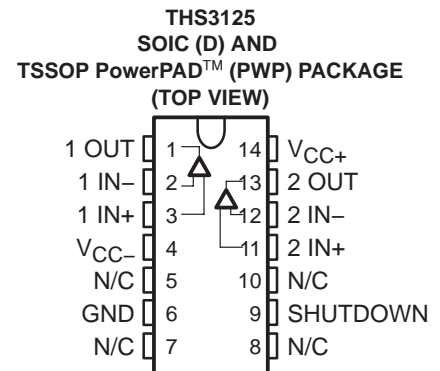 THS3125
SOIC (D) AND
TSSOP PowerPAD™ (PWP) PACKAGE
(TOP VIEW)
1 OUT 1 14 VCC+
1 IN− 2 13 2 OUT
1 IN+ 3 12 2 IN−
VCC− 4 11 2 IN+
N/C 5 10 N/C
GND 6 9 SHUTDOWN
N/C 7 8 N/C